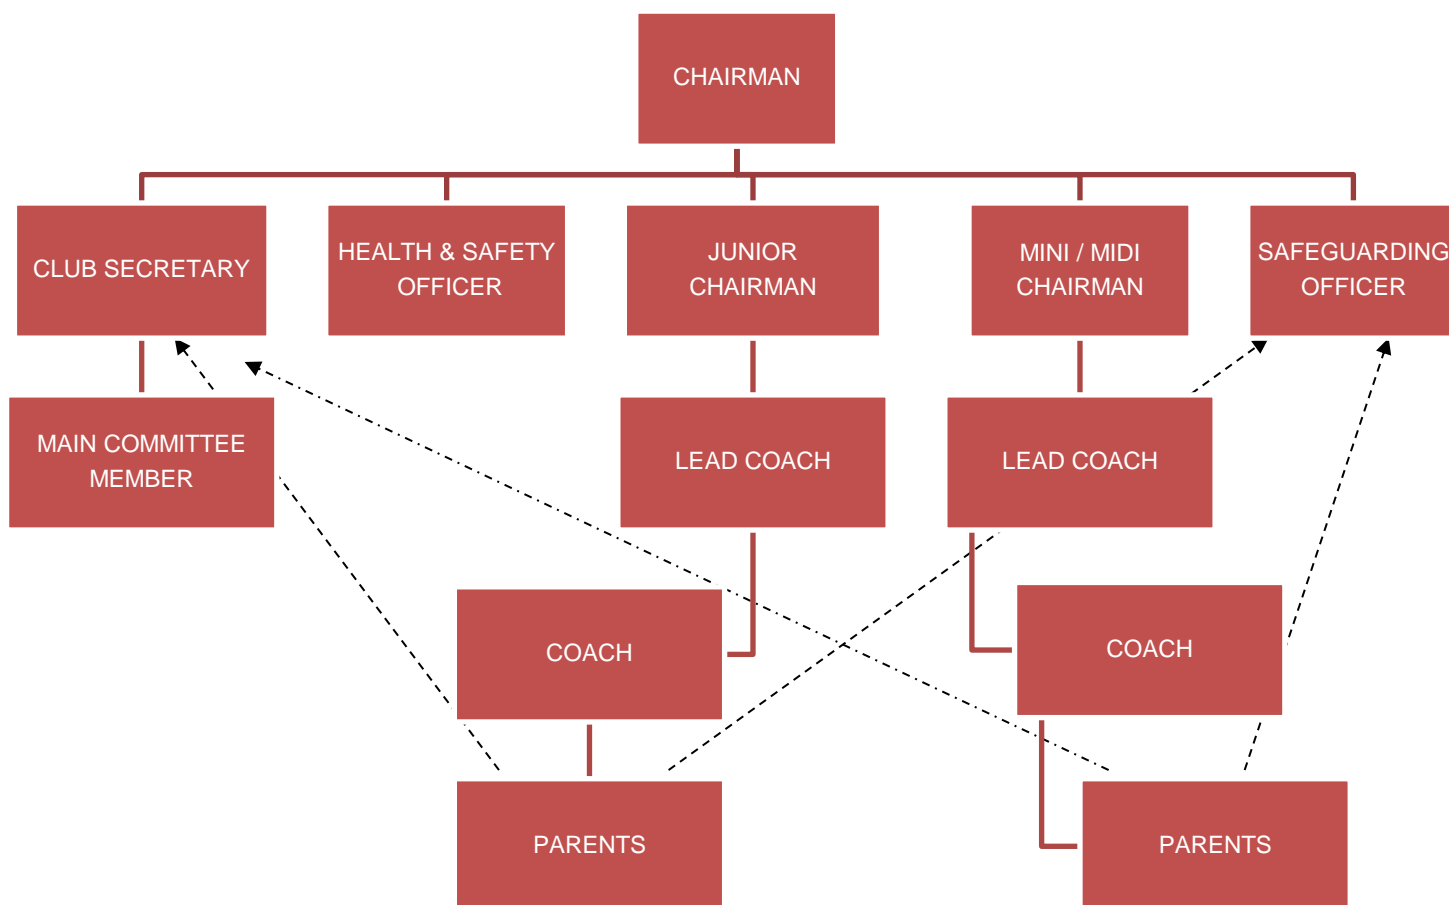 CHAIRMAN
CLUB SECRETARY
HEALTH & SAFETY
OFFICER
JUNIOR
CHAIRMAN
MINI / MIDI
CHAIRMAN
SAFEGUARDING
OFFICER
MAIN COMMITTEE
MEMBER
LEAD COACH
LEAD COACH
COACH
COACH
PARENTS
PARENTS